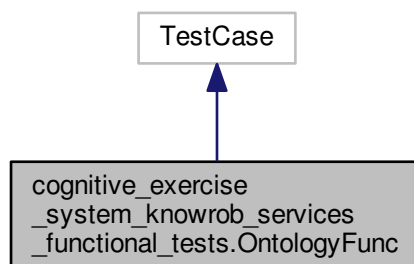 TestCase
cognitive_exercise
_system_knowrob_services
_functional_tests.OntologyFunc